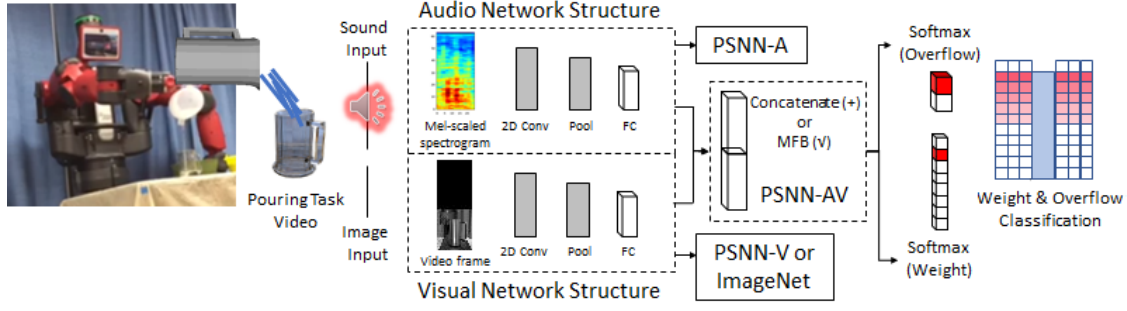 Audio Network Structure
Sound
Input
Mel-scaled
spectrogram
2D Conv
Pool
FC
PSNN-A
Pouring Task
Video
Concatenate (+)
or
MFB (√)
PSNN-AV
Image
Input
Video frame
2D Conv
Pool
FC
Visual Network Structure
PSNN-V or
ImageNet
Softmax
(Overflow)
Softmax
(Weight)
Weight & Overflow
Classification